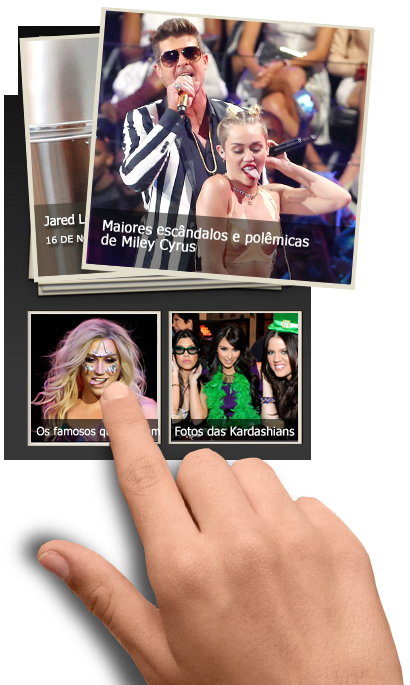 Jared L
16 DE N
Maiores escândalos e polêmicas
de Miley Cyrus
Os famosos q
Fotos das Kardashians